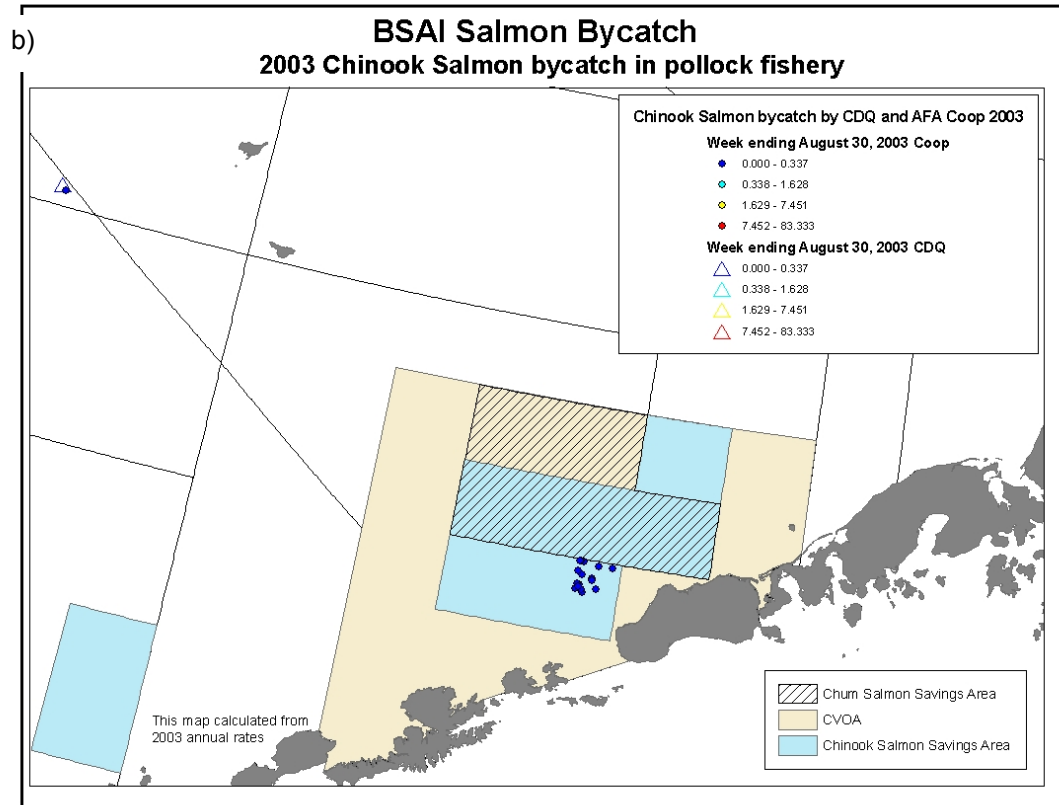 b)
BSAI Salmon Bycatch
2003 Chinook Salmon bycatch in pollock fishery
Chinook Salmon bycatch by CDQ and AFA Coop 2003
Week ending August 30, 2003 Coop
0.000 - 0.337
0.338 - 1.628
1.629 - 7.451
7.452 - 83.333
Week ending August 30, 2003 CDQ
0.000 - 0.337
0.338 - 1.628
1.629 - 7.451
7.452 - 83.333
This map calculated from
2003 annual rates
Chum Salmon Savings Area
CVOA
Chinook Salmon Savings Area